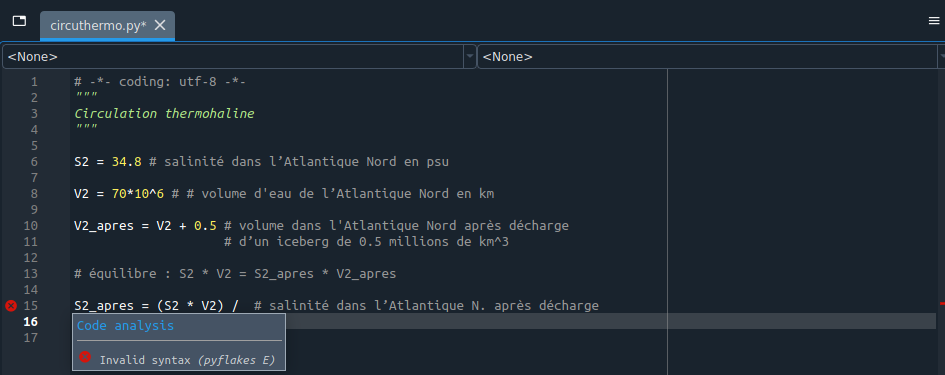 circuthermo.py*
<None> <None>
1 # -*- coding: utf-8 -*-
2 """
3 Circulation thermohaline
4 """
5
6 S2 = 34.8 # salinité dans l’Atlantique Nord en psu
7
8 V2 = 70*10^6 # # volume d'eau de l’Atlantique Nord en km
9
10 V2_apres = V2 + 0.5 # volume dans l'Atlantique Nord après décharge
11 # d’un iceberg de 0.5 millions de km^3
12
13 # équilibre : S2 * V2 = S2_apres * V2_apres
14
15 S2_apres = (S2 * V2) / # salinité dans l’Atlantique N. après décharge
16
Code analysis
17
Invalid syntax (pyflakes E)